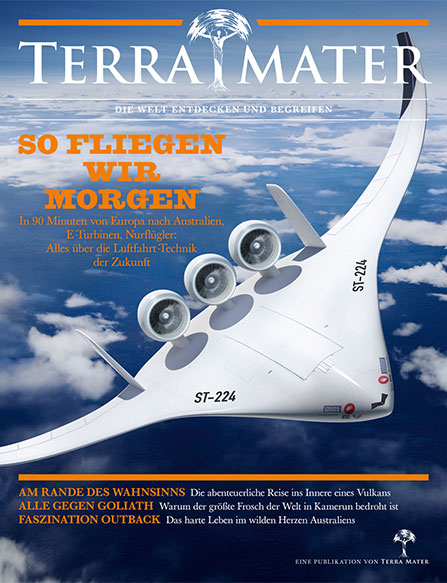 TERRA MATER
DIE WELT ENTDECKEN UND BEGREIFEN
SO FLIEGEN
WIR
MORGEN
In 90 Minuten von Europa nach Australien,
E-Turbinen, Nurflügler:
Alles über die Luftfahrt-Technik
der Zukunft
ST-224
ST-224
AM RANDE DES WAHNSINNS Die abenteuerliche Reise ins Innere eines Vulkans
ALLE GEGEN GOLIATH Warum der größte Frosch der Welt in Kamerun bedroht ist
FASZINATION OUTBACK Das harte Leben im wilden Herzen Australiens
EINE PUBLIKATION VON TERRA MATER